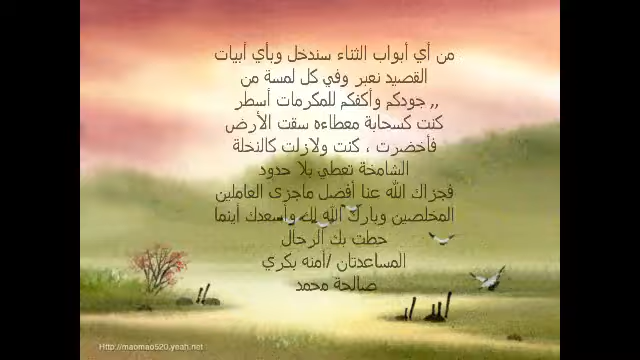 من أي أبواب الثناء سندخل وبأي أبيات
القصيد نعبر وفي كل لمسة من
جودكم وأكفكم للمكرمات أسطر ,,
كنت كسحابة معطاءه سقت الأرض
فأخضرت ، كنت ولازلت كالنخلة
الشامخة تعطي بلا حدود
فجزاك الله عنا أفضل ماجزى العاملين
المخلصين وبارك الله لك وأسعدك أينما
حطت بك الرحال
المساعدتان /أمنه بكري
صالحة محمد
Http://maomao520.yeah.net